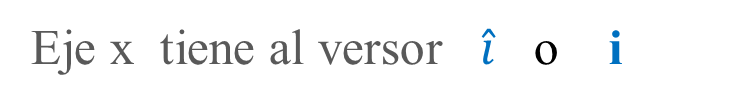 Eje x tiene al versor î o i